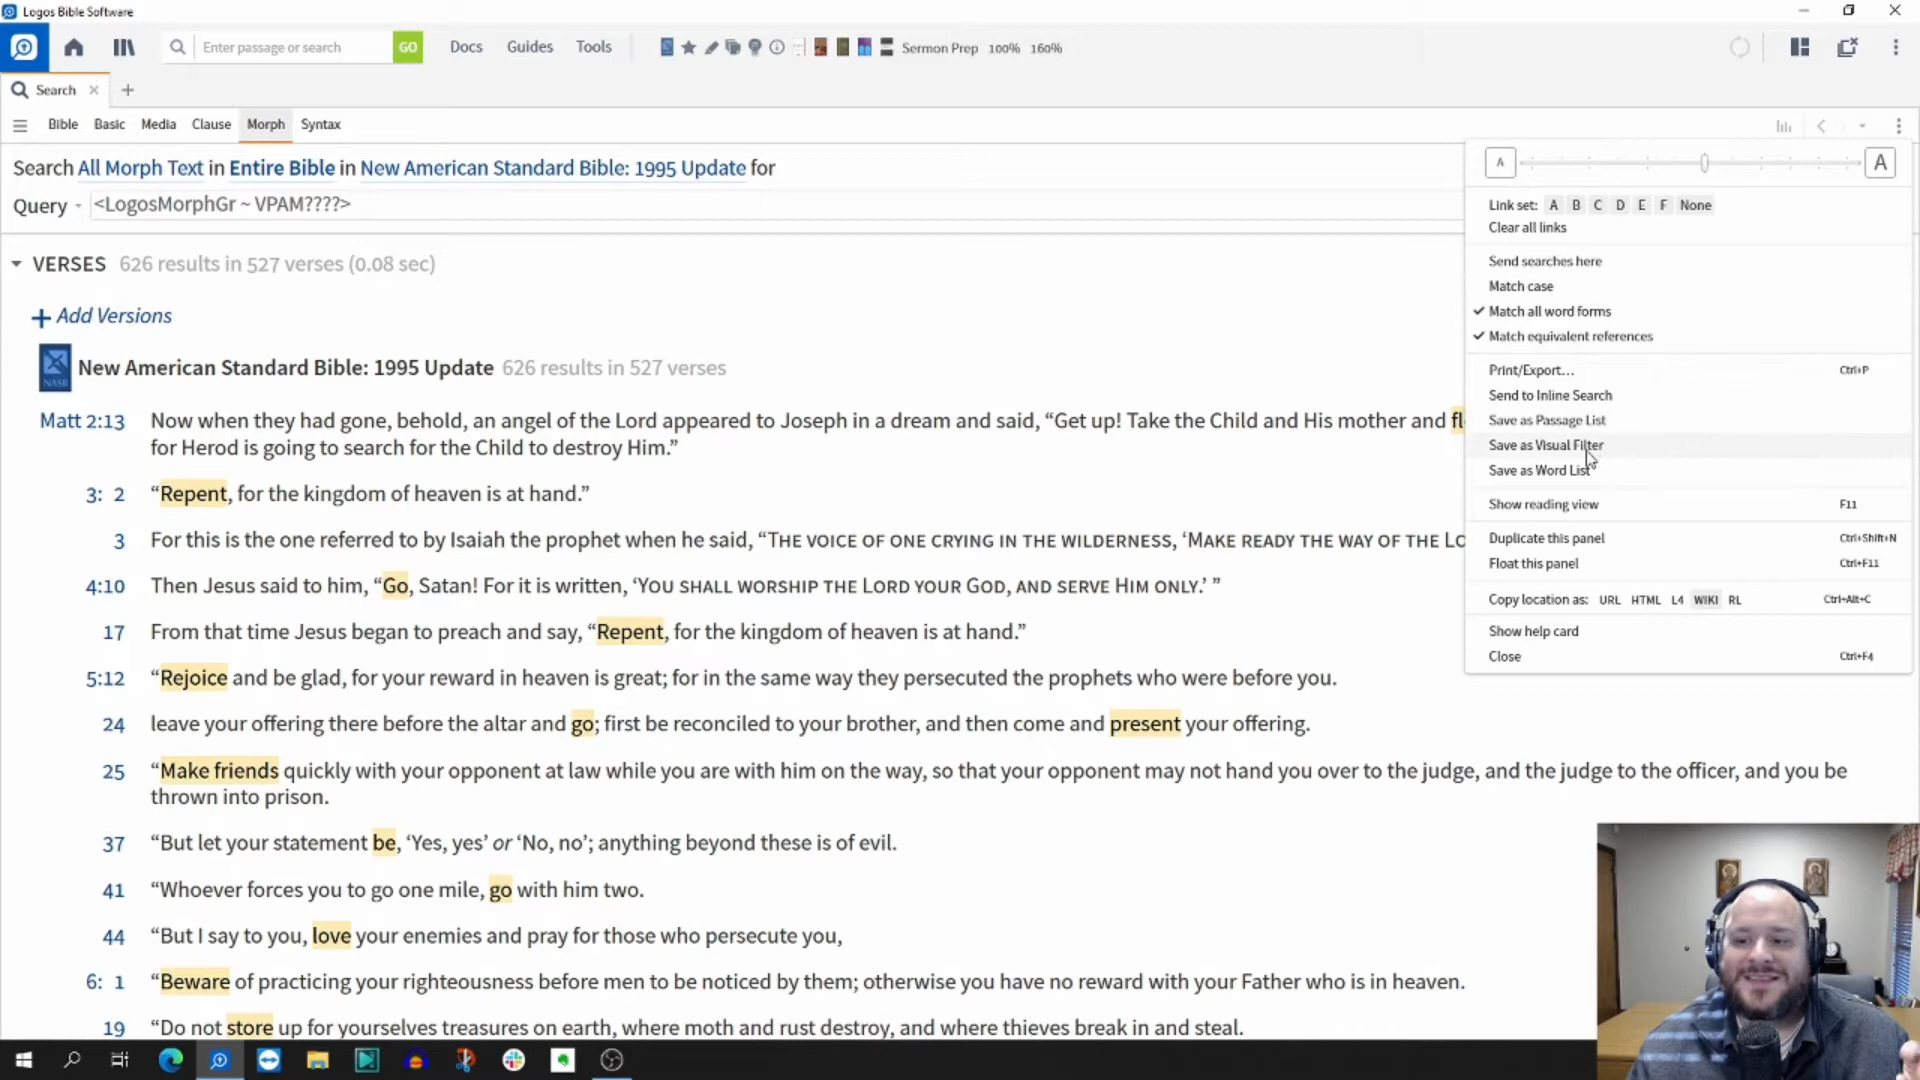 Logos Bible Software
Enter passage or search GO Docs Guides Tools Sermon Prep 100% 160%
Search
Bible Basic Media Clause Morph Syntax
Search All Morph Text in Entire Bible in New American Standard Bible: 1995 Update for
Query <LogosMorphGr ~ VPAM????>
VERSES 626 results in 527 verses (0.08 sec)
Add Versions
NASB
New American Standard Bible: 1995 Update 626 results in 527 verses
Matt 2:13 Now when they had gone, behold, an angel of the Lord appeared to Joseph in a dream and said, “Get up! Take the Child and His mother and fl
for Herod is going to search for the Child to destroy Him.”
3: 2 “Repent, for the kingdom of heaven is at hand.”
3 For this is the one referred to by Isaiah the prophet when he said, “THE VOICE OF ONE CRYING IN THE WILDERNESS, ‘MAKE READY THE WAY OF THE LO
4:10 Then Jesus said to him, “Go, Satan! For it is written, ‘YOU SHALL WORSHIP THE LORD YOUR GOD, AND SERVE HIM ONLY.’ ”
17 From that time Jesus began to preach and say, “Repent, for the kingdom of heaven is at hand.”
5:12 “Rejoice and be glad, for your reward in heaven is great; for in the same way they persecuted the prophets who were before you.
24 leave your offering there before the altar and go; first be reconciled to your brother, and then come and present your offering.
25 “Make friends quickly with your opponent at law while you are with him on the way, so that your opponent may not hand you over to the judge, and the judge to the officer, and you be
thrown into prison.
37 “But let your statement be, ‘Yes, yes’ or ‘No, no’; anything beyond these is of evil.
41 “Whoever forces you to go one mile, go with him two.
44 “But I say to you, love your enemies and pray for those who persecute you,
6: 1 “Beware of practicing your righteousness before men to be noticed by them; otherwise you have no reward with your Father who is in heaven.
19 “Do not store up for yourselves treasures on earth, where moth and rust destroy, and where thieves break in and steal.
A A
Link set: A B C D E F None
Clear all links
Send searches here
Match case
Match all word forms
Match equivalent references
Print/Export... Ctrl+P
Send to Inline Search
Save as Passage List
Save as Visual Filter
Save as Word List
Show reading view F11
Duplicate this panel Ctrl+Shift+N
Float this panel Ctrl+F11
Copy location as: URL HTML L4 WIKI RL Ctrl+Alt+C
Show help card
Close Ctrl+F4